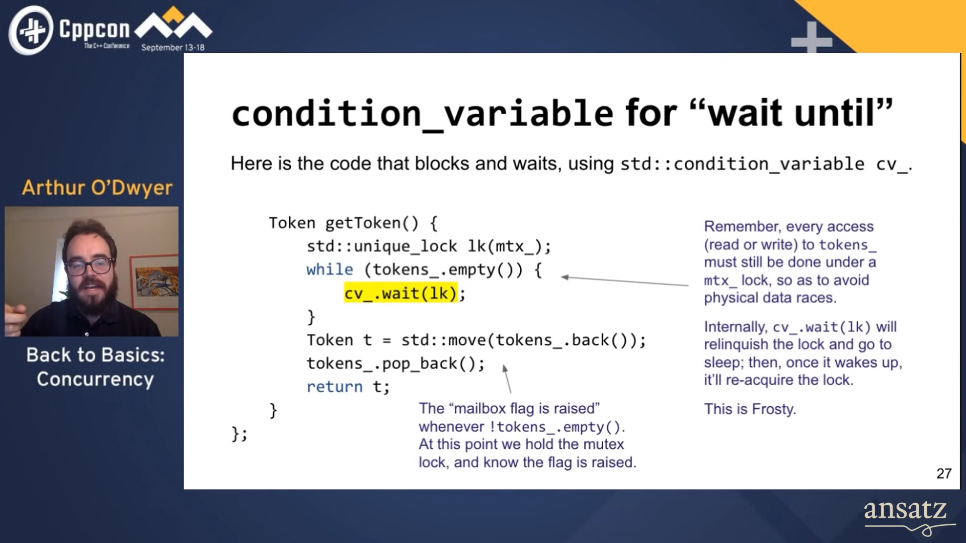 Cppcon
The C++ Conference
September 13-18
condition_variable for “wait until”
Here is the code that blocks and waits, using std::condition_variable cv_.
Arthur O’Dwyer
Back to Basics:
Concurrency
Token getToken() {
std::unique_lock lk(mtx_);
while (tokens_.empty()) {
cv_.wait(lk);
}
Token t = std::move(tokens_.back());
tokens_.pop_back();
return t;
}
};
Remember, every access
(read or write) to tokens_
must still be done under a
mtx_ lock, so as to avoid
physical data races.
Internally, cv_.wait(lk) will
relinquish the lock and go to
sleep; then, once it wakes up,
it’ll re-acquire the lock.
This is Frosty.
The “mailbox flag is raised”
whenever !tokens_.empty().
At this point we hold the mutex
lock, and know the flag is raised.
27
ansatz